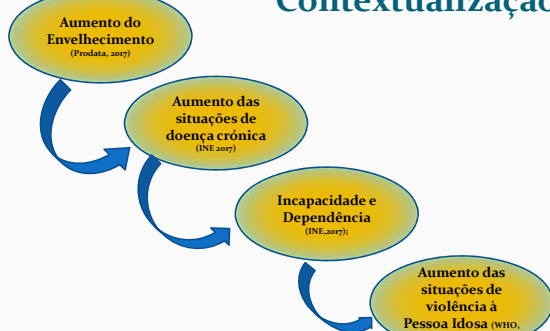 Contextualização
Aumento do
Envelhecimento
(Prodata, 2017)
Aumento das
situações de
doença crónica
(INE 2017)
Incapacidade e
Dependência
(INE,2017);
Aumento das
situações de
violência à
Pessoa Idosa (WHO,